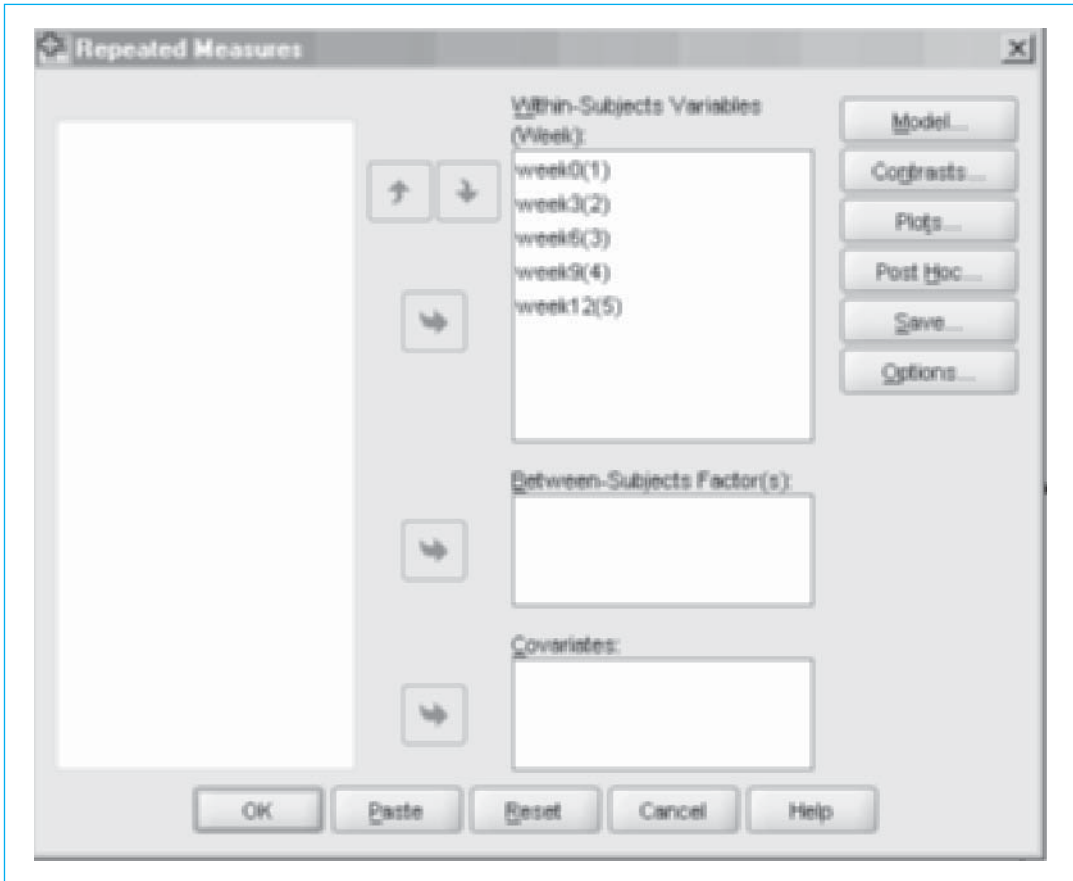 Repeated Measures
Within-Subjects Variables
(Week):
week0(1)
week3(2)
week6(3)
week9(4)
week12(5)
Model...
Contrasts...
Plots...
Post Hoc...
Save...
Options...
Between-Subjects Factor(s):
Covariates:
OK Paste Reset Cancel Help